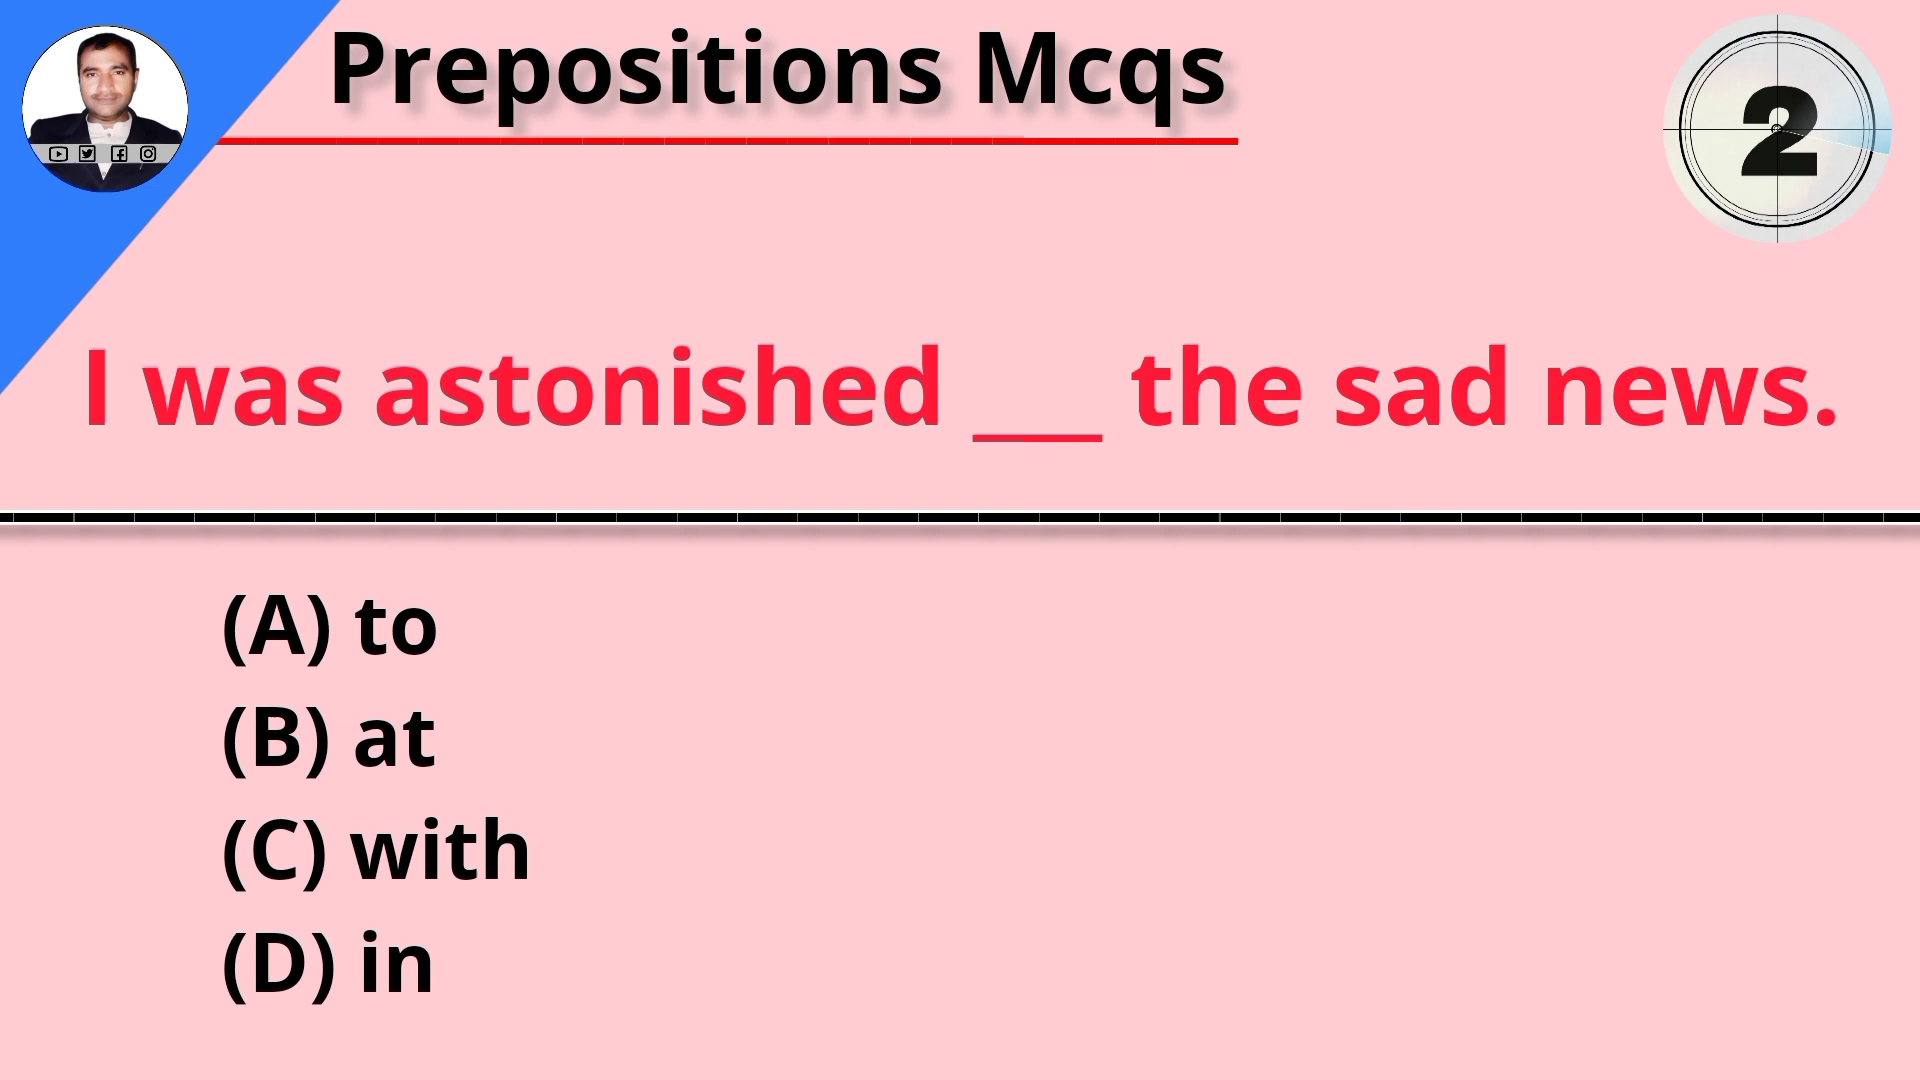 Prepositions Mcqs
2
I was astonished ___ the sad news.
(A) to
(B) at
(C) with
(D) in